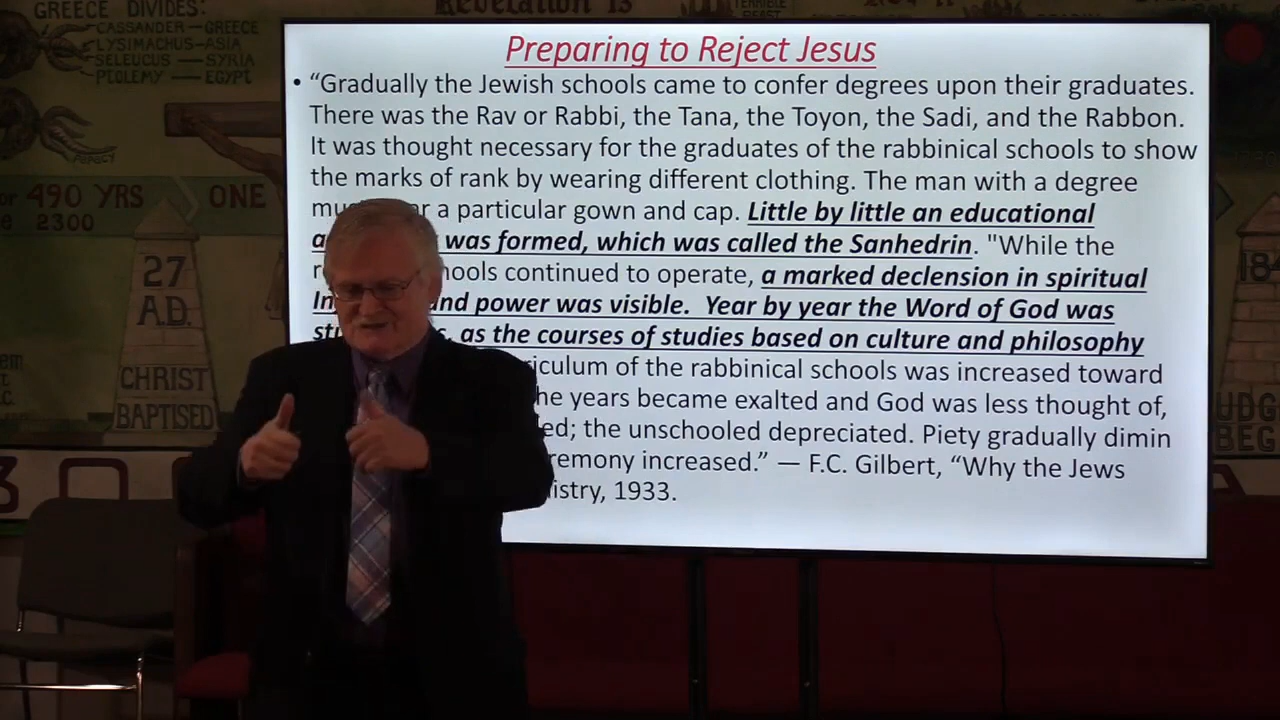 GREECE DIVIDES:
CASSANDER — GREECE
LYSIMACHUS - ASIA
SELEUCUS — SYRIA
PTOLEMY — EGYPT
Revelation is
TERRIBLE
BEAST
Preparing to Reject Jesus
• “Gradually the Jewish schools came to confer degrees upon their graduates.
There was the Rav or Rabbi, the Tana, the Toyon, the Sadi, and the Rabbon.
It was thought necessary for the graduates of the rabbinical schools to show
the marks of rank by wearing different clothing. The man with a degree
a particular gown and cap. Little by little an educational
was formed, which was called the Sanhedrin. "While the
continued to operate, a marked declension in spiritual
and power was visible. Year by year the Word of God was
as the courses of studies based on culture and philosophy
of the rabbinical schools was increased toward
the years became exalted and God was less thought of,
the unschooled depreciated. Piety gradually dimin
increased.” — F.C. Gilbert, “Why the Jews
1933.
490 YRS
ONE
2300
27
A.D.
CHRIST
BAPTISED